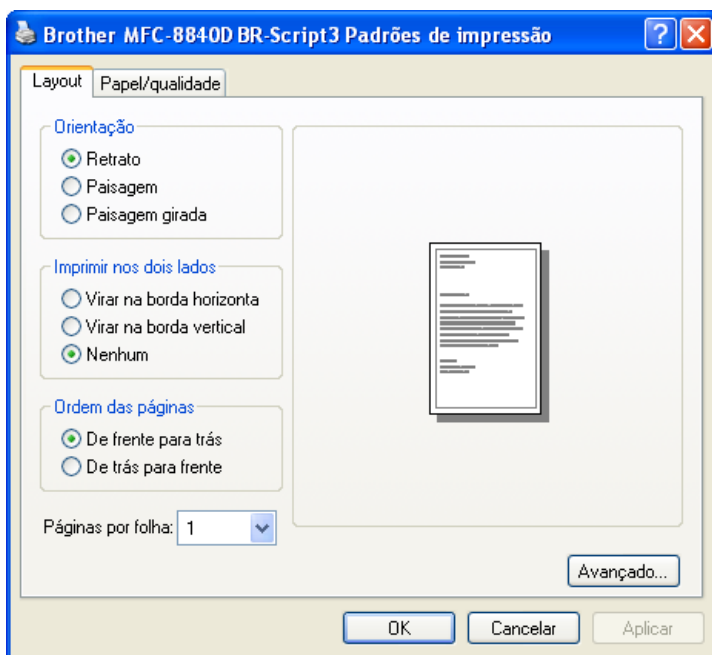 Brother MFC-8840D BR-Script3 Padrões de impressão
Layout
Papel/qualidade
Orientação
Retrato
Paisagem
Paisagem girada
Imprimir nos dois lados
Virar na borda horizonta
Virar na borda vertical
Nenhum
Ordem das páginas
De frente para trás
De trás para frente
Páginas por folha: 1
Avançado...
OK
Cancelar
Aplicar